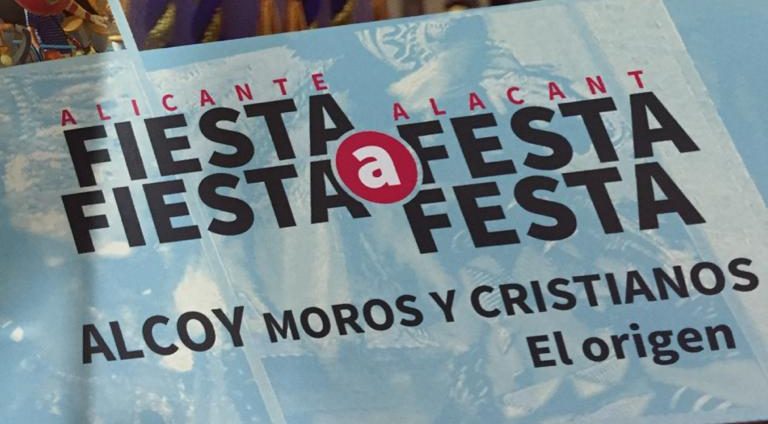 ALICANTE ALACANT
FIESTA a FESTA
FIESTA FESTA
ALCOY MOROS Y CRISTIANOS
El origen